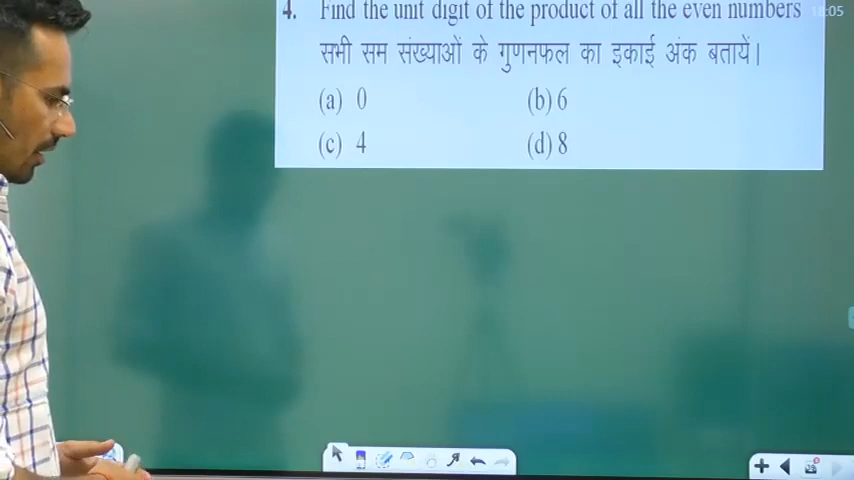 4. Find the unit digit of the product of all the even numbers
सभी सम संख्याओं के गुणनफल का इकाई अंक बतायें।
(a) 0 (b) 6
(c) 4 (d) 8